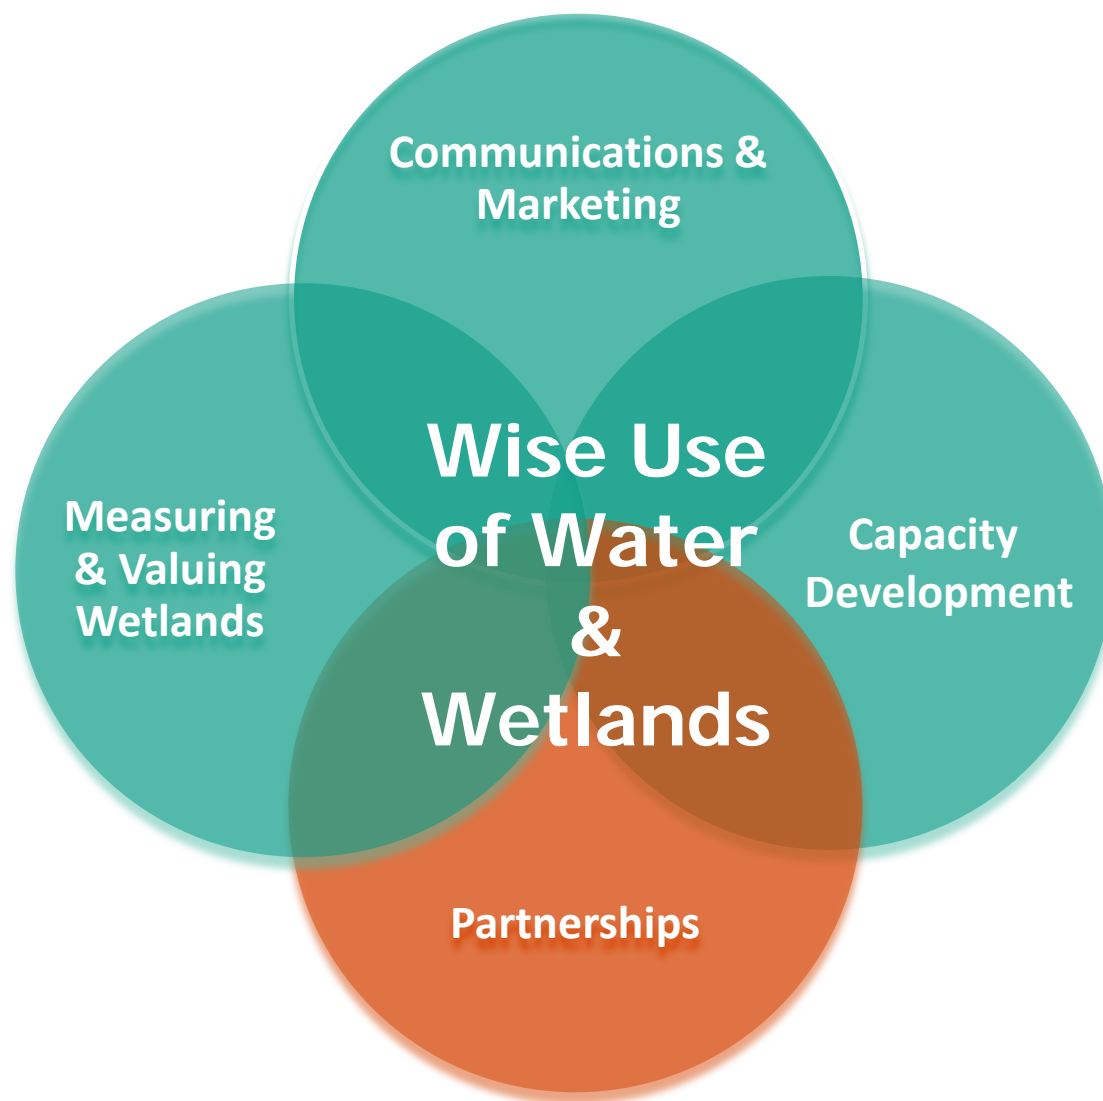 Communications &
Marketing
Measuring
& Valuing
Wetlands
Wise Use
of Water
&
Wetlands
Capacity
Development
Partnerships